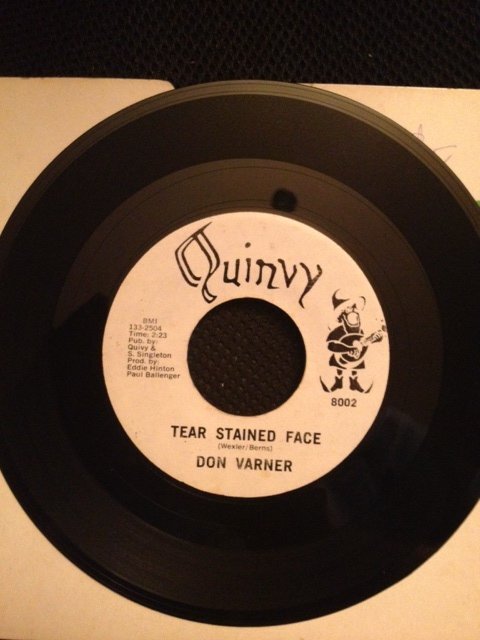 Quinvy
BMI
133-2504
Time: 2:23
Pub. by:
Quivy &
S. Singleton
Prod. by:
Eddie Hinton
Paul Ballenger
8002
TEAR STAINED FACE
(Wexler/Berns)
DON VARNER